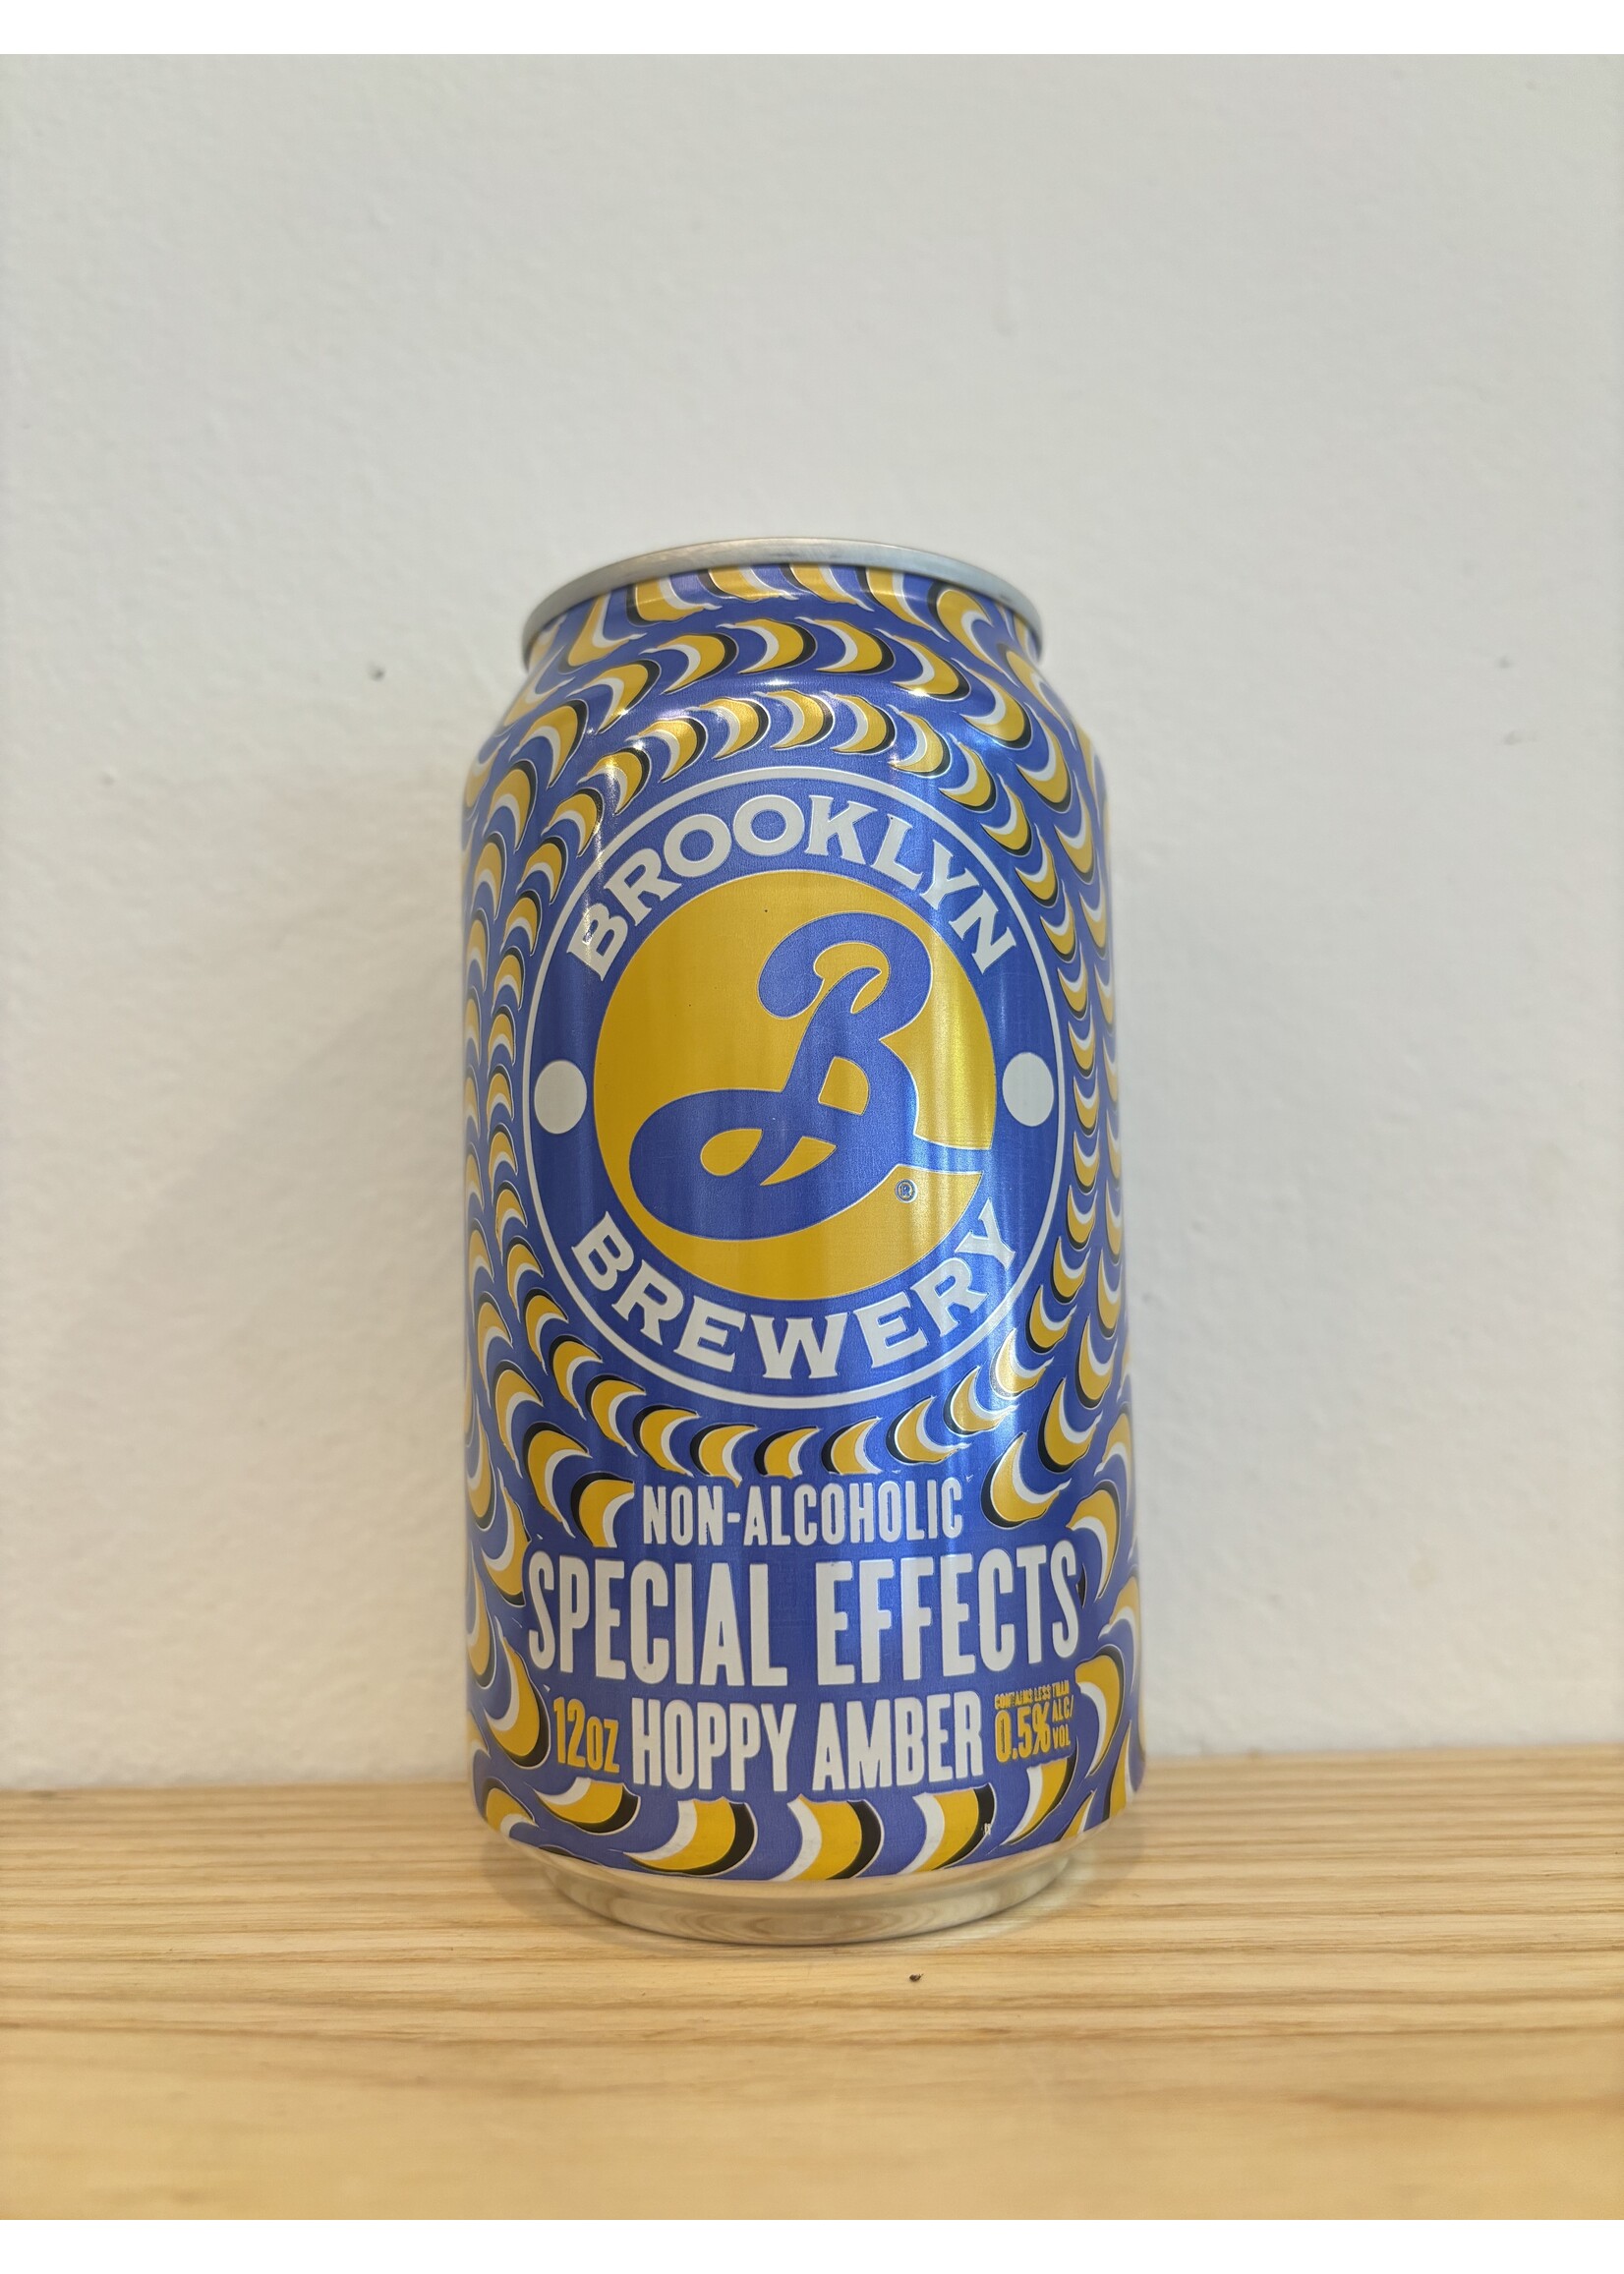 BROOKLYN
B
®
BREWERY
NON-ALCOHOLIC
SPECIAL EFFECTS
12OZ HOPPY AMBER
CONTAINS LESS THAN
0.5% ALC/
VOL